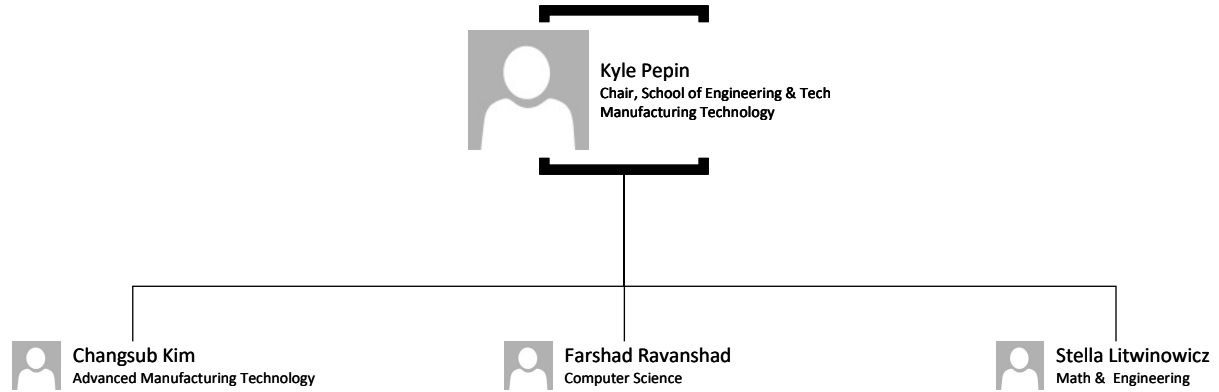 Kyle Pepin
Chair, School of Engineering & Tech
Manufacturing Technology
Changsub Kim
Advanced Manufacturing Technology
Farshad Ravanshad
Computer Science
Stella Litwinowicz
Math &  Engineering